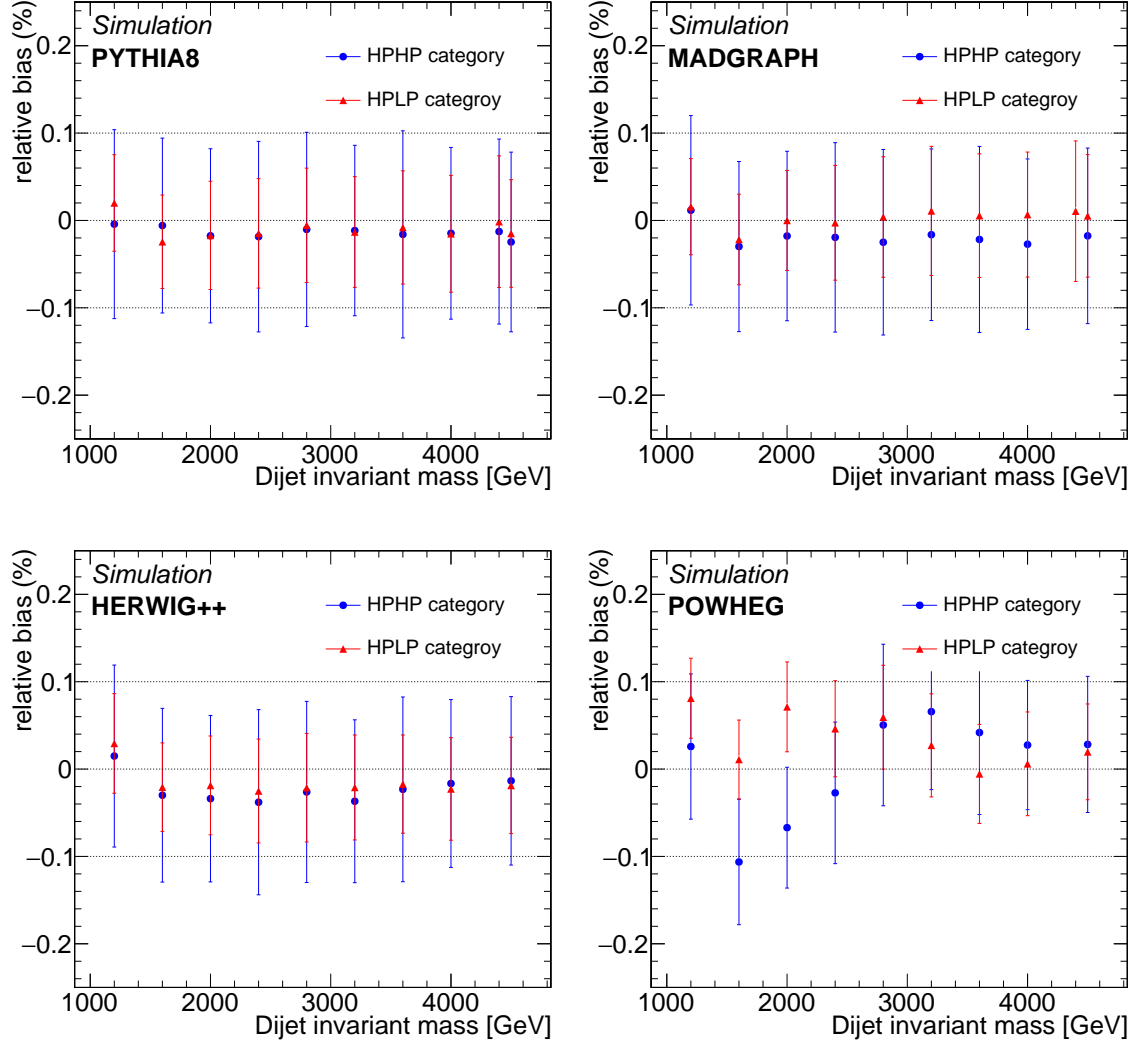 relative bias (%)
Simulation
PYTHIA8
HPHP category
HPLP categroy
0.2
0.1
0
−0.1
−0.2
1000 2000 3000 4000
Dijet invariant mass [GeV]
relative bias (%)
Simulation
MADGRAPH
HPHP category
HPLP categroy
0.2
0.1
0
−0.1
−0.2
1000 2000 3000 4000
Dijet invariant mass [GeV]
relative bias (%)
Simulation
HERWIG++
HPHP category
HPLP categroy
0.2
0.1
0
−0.1
−0.2
1000 2000 3000 4000
Dijet invariant mass [GeV]
relative bias (%)
Simulation
POWHEG
HPHP category
HPLP categroy
0.2
0.1
0
−0.1
−0.2
1000 2000 3000 4000
Dijet invariant mass [GeV]